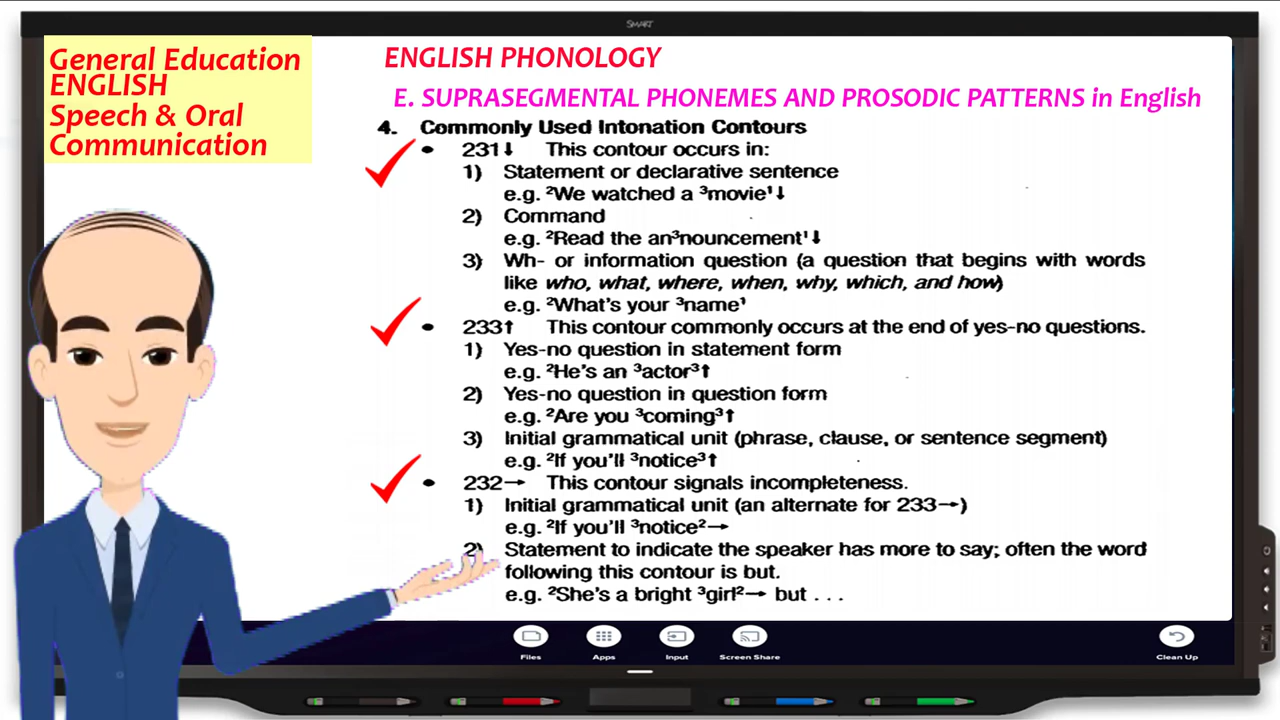 SMART
General Education
ENGLISH
Speech & Oral
Communication
ENGLISH PHONOLOGY
E. SUPRASEGMENTAL PHONEMES AND PROSODIC PATTERNS in English
4. Commonly Used Intonation Contours
• 231↓ This contour occurs in:
1) Statement or declarative sentence
e.g. ²We watched a ³movie¹↓
2) Command
e.g. ²Read the an³nouncement¹↓
3) Wh- or information question (a question that begins with words
like who, what, where, when, why, which, and how)
e.g. ²What's your ³name¹
• 233↑ This contour commonly occurs at the end of yes-no questions.
1) Yes-no question in statement form
e.g. ²He's an ³actor³↑
2) Yes-no question in question form
e.g. ²Are you ³coming³↑
3) Initial grammatical unit (phrase, clause, or sentence segment)
e.g. ²If you'll ³notice³↑
• 232→ This contour signals incompleteness.
1) Initial grammatical unit (an alternate for 233→)
e.g. ²If you'll ³notice²→
2) Statement to indicate the speaker has more to say; often the word
following this contour is but.
e.g. ²She's a bright ³girl²→ but . . .
Files Apps Input Screen Share Clean Up